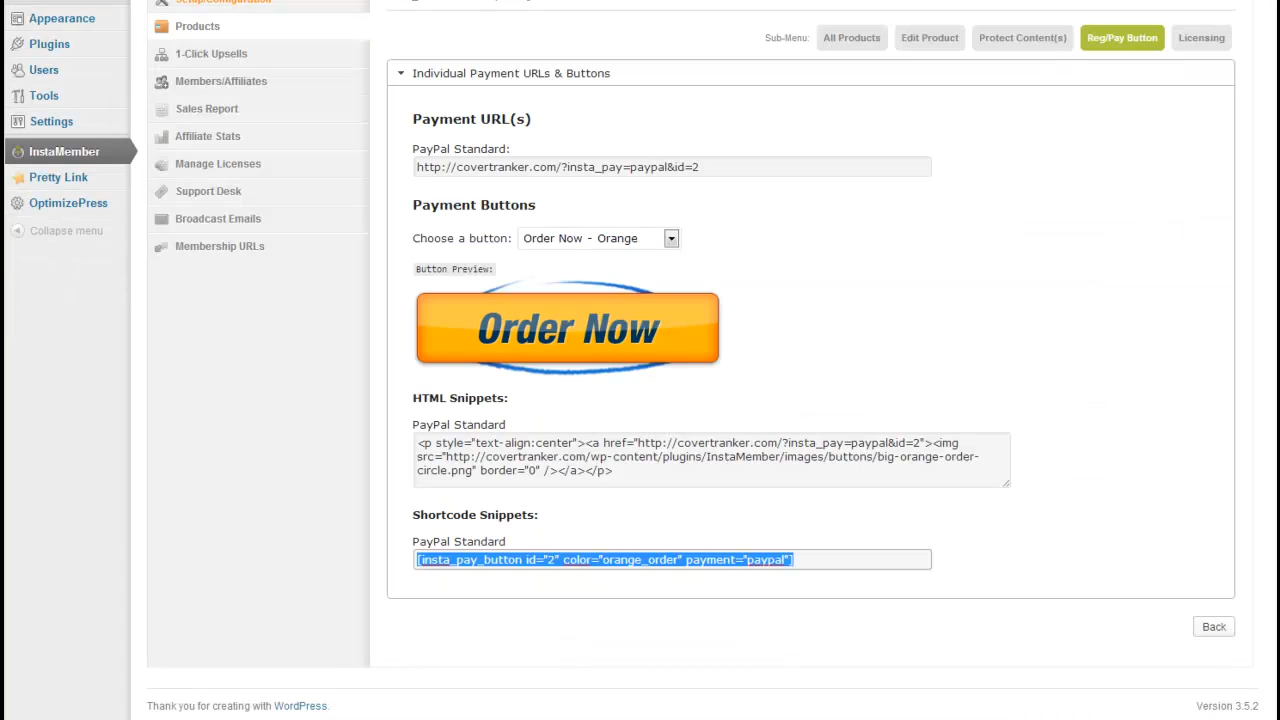 Appearance
Plugins
Users
Tools
Settings
InstaMember
Pretty Link
OptimizePress
Collapse menu
Setup/Configuration
Products
1-Click Upsells
Members/Affiliates
Sales Report
Affiliate Stats
Manage Licenses
Support Desk
Broadcast Emails
Membership URLs
Sub-Menu: All Products Edit Product Protect Content(s) Reg/Pay Button Licensing
Individual Payment URLs & Buttons
Payment URL(s)
PayPal Standard:
http://covertranker.com/?insta_pay=paypal&id=2
Payment Buttons
Choose a button: Order Now - Orange
Button Preview:
Order Now
HTML Snippets:
PayPal Standard
<p style="text-align:center"><a href="http://covertranker.com/?insta_pay=paypal&id=2"><img
src="http://covertranker.com/wp-content/plugins/InstaMember/images/buttons/big-orange-order-
circle.png" border="0" /></a></p>
Shortcode Snippets:
PayPal Standard
[insta_pay_button id="2" color="orange_order" payment="paypal"]
Back
Thank you for creating with WordPress.
Version 3.5.2